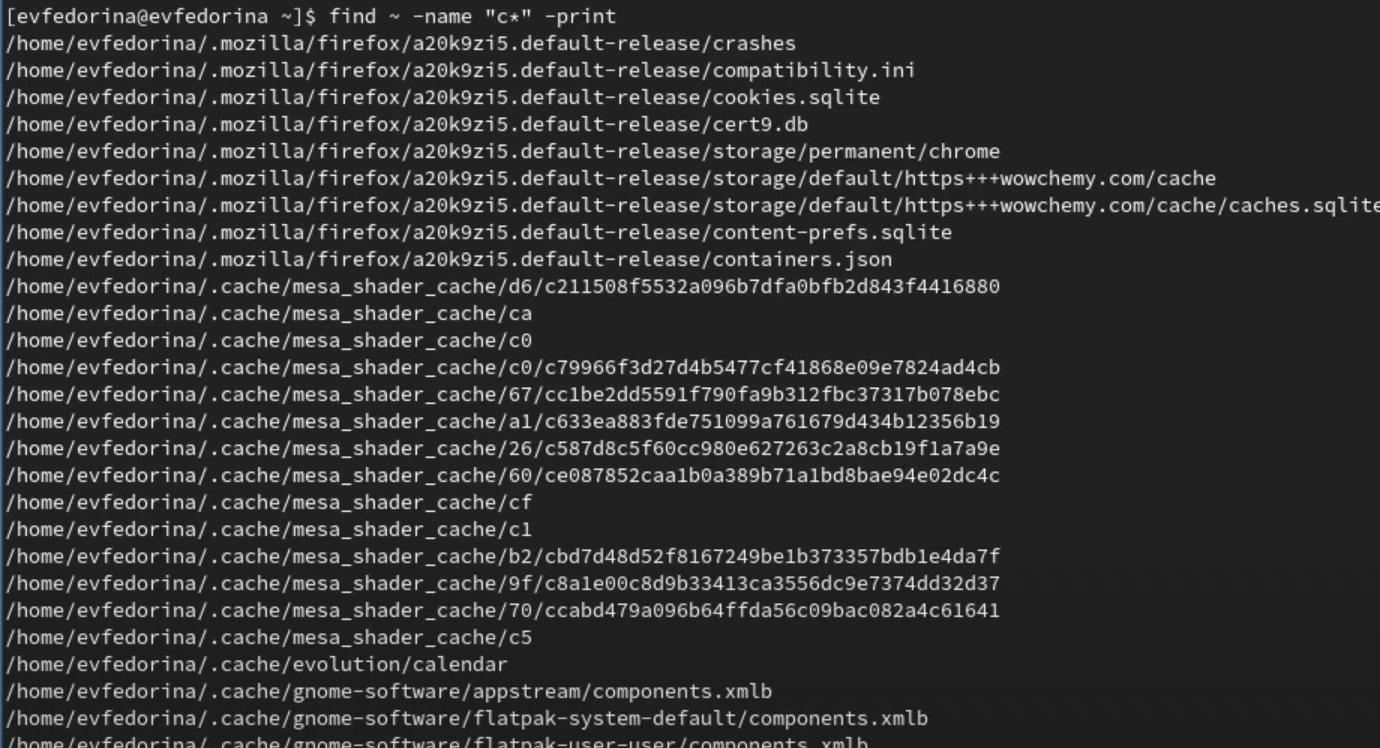 [evfedorina@evfedorina ~]$ find ~ -name "c*" -print
/home/evfedorina/.mozilla/firefox/a20k9zi5.default-release/crashes
/home/evfedorina/.mozilla/firefox/a20k9zi5.default-release/compatibility.ini
/home/evfedorina/.mozilla/firefox/a20k9zi5.default-release/cookies.sqlite
/home/evfedorina/.mozilla/firefox/a20k9zi5.default-release/cert9.db
/home/evfedorina/.mozilla/firefox/a20k9zi5.default-release/storage/permanent/chrome
/home/evfedorina/.mozilla/firefox/a20k9zi5.default-release/storage/default/https+++wowchemy.com/cache
/home/evfedorina/.mozilla/firefox/a20k9zi5.default-release/storage/default/https+++wowchemy.com/cache/caches.sqlite
/home/evfedorina/.mozilla/firefox/a20k9zi5.default-release/content-prefs.sqlite
/home/evfedorina/.mozilla/firefox/a20k9zi5.default-release/containers.json
/home/evfedorina/.cache/mesa_shader_cache/d6/c211508f5532a096b7dfa0bfb2d843f4416880
/home/evfedorina/.cache/mesa_shader_cache/ca
/home/evfedorina/.cache/mesa_shader_cache/c0
/home/evfedorina/.cache/mesa_shader_cache/c0/c79966f3d27d4b5477cf41868e09e7824ad4cb
/home/evfedorina/.cache/mesa_shader_cache/67/cc1be2dd5591f790fa9b312fbc37317b078ebc
/home/evfedorina/.cache/mesa_shader_cache/a1/c633ea883fde751099a761679d434b12356b19
/home/evfedorina/.cache/mesa_shader_cache/26/c587d8c5f60cc980e627263c2a8cb19f1a7a9e
/home/evfedorina/.cache/mesa_shader_cache/60/ce087852caa1b0a389b71a1bd8bae94e02dc4c
/home/evfedorina/.cache/mesa_shader_cache/cf
/home/evfedorina/.cache/mesa_shader_cache/c1
/home/evfedorina/.cache/mesa_shader_cache/b2/cbd7d48d52f8167249be1b373357bdb1e4da7f
/home/evfedorina/.cache/mesa_shader_cache/9f/c8a1e00c8d9b33413ca3556dc9e7374dd32d37
/home/evfedorina/.cache/mesa_shader_cache/70/ccabd479a096b64ffda56c09bac082a4c61641
/home/evfedorina/.cache/mesa_shader_cache/c5
/home/evfedorina/.cache/evolution/calendar
/home/evfedorina/.cache/gnome-software/appstream/components.xmlb
/home/evfedorina/.cache/gnome-software/flatpak-system-default/components.xmlb
/home/evfedorina/.cache/gnome-software/flatpak-user-user/components.xmlb